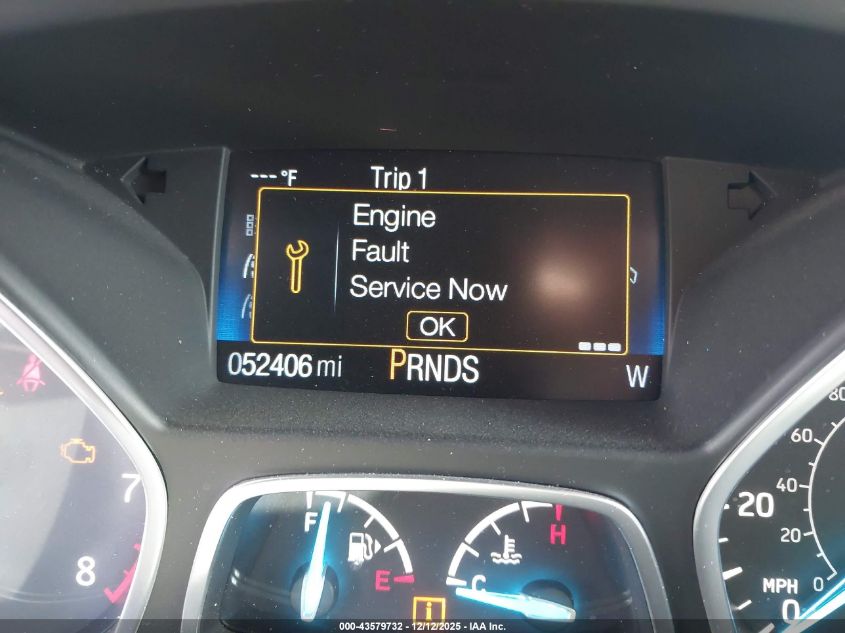 ---°F Trip 1
Engine
Fault
Service Now
OK
052406 mi PRNDS W
7
8
F
E
C
H
i
80
60
40
20
0
20
0
MPH
000-43579732 - 12/12/2025 - IAA Inc.